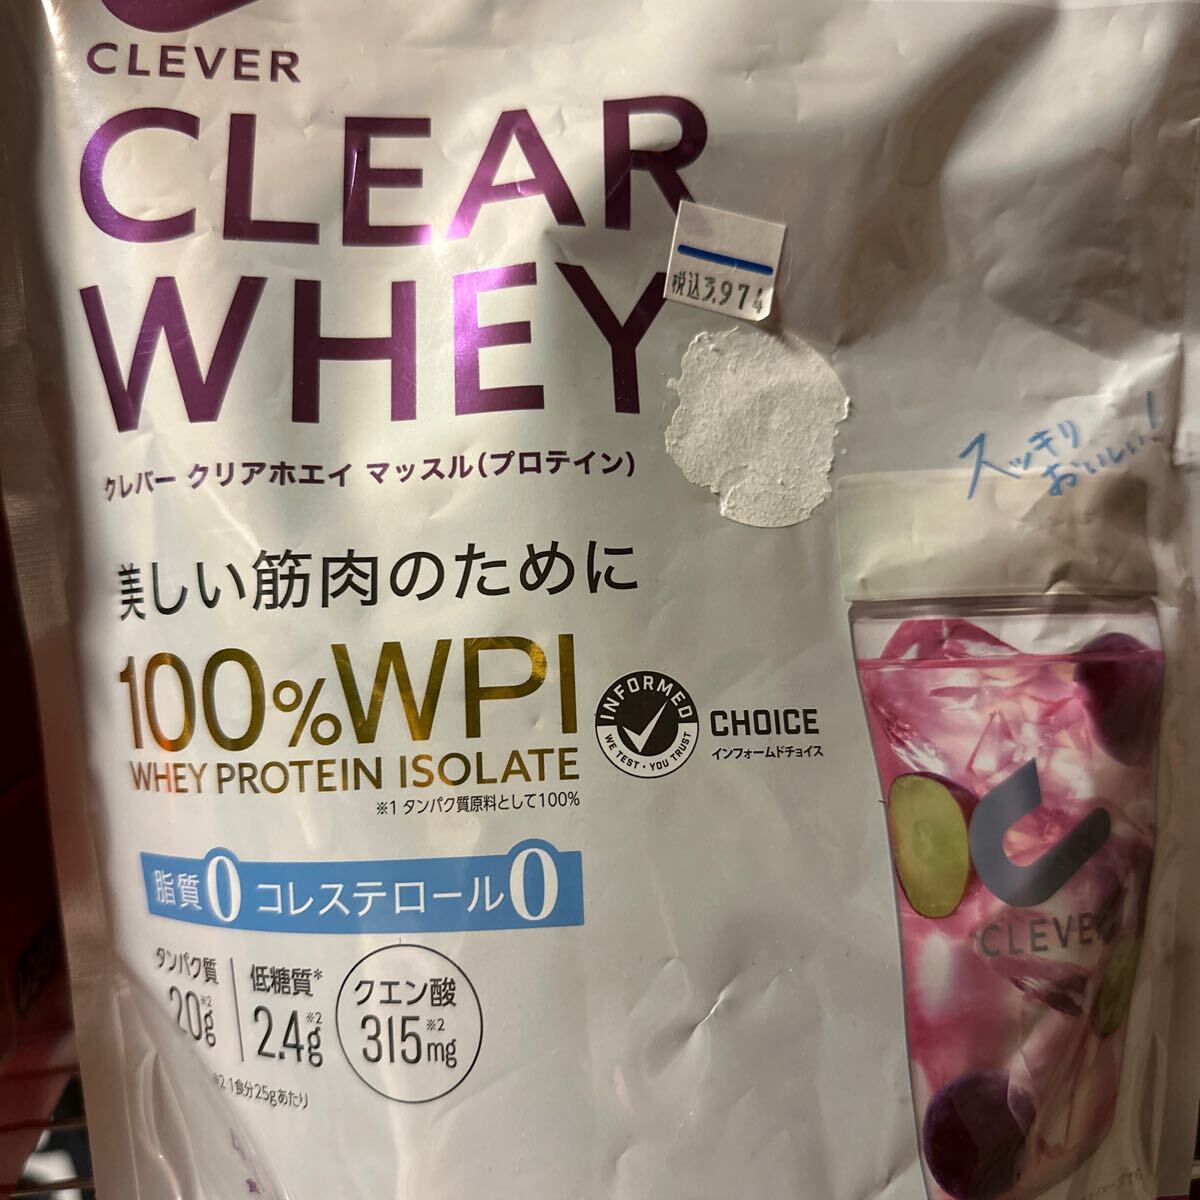 CLEVER
CLEAR
WHEY
税込3,974
クレバー クリアホエイ マッスル(プロテイン)
スッキリ
おいしい!
美しい筋肉のために
100%WPI
WHEY PROTEIN ISOLATE
※1 タンパク質原料として100%
INFORMED
WE TEST・YOU TRUST
CHOICE
インフォームドチョイス
脂質0 コレステロール0
タンパク質
20g※2
低糖質*
2.4g※2
クエン酸
315mg※2
※2 1食分25gあたり
CLEVER